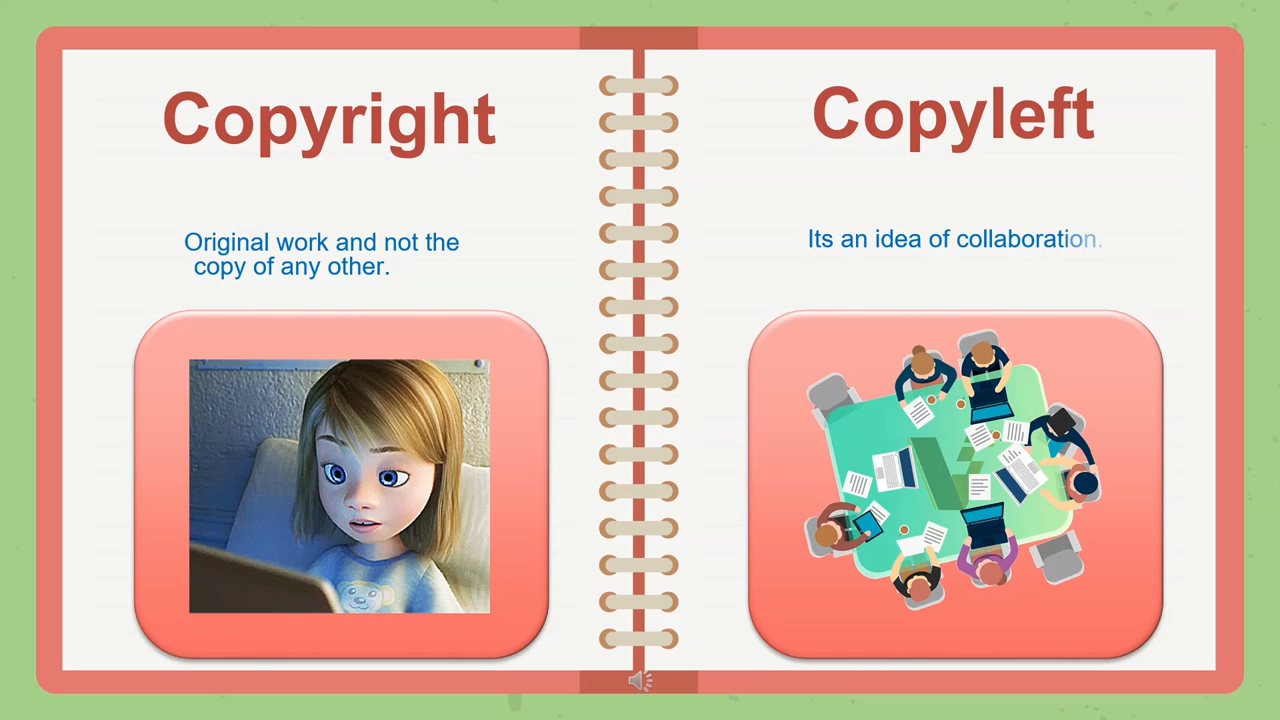 Copyright
Original work and not the
copy of any other.
Copyleft
Its an idea of collaboration.